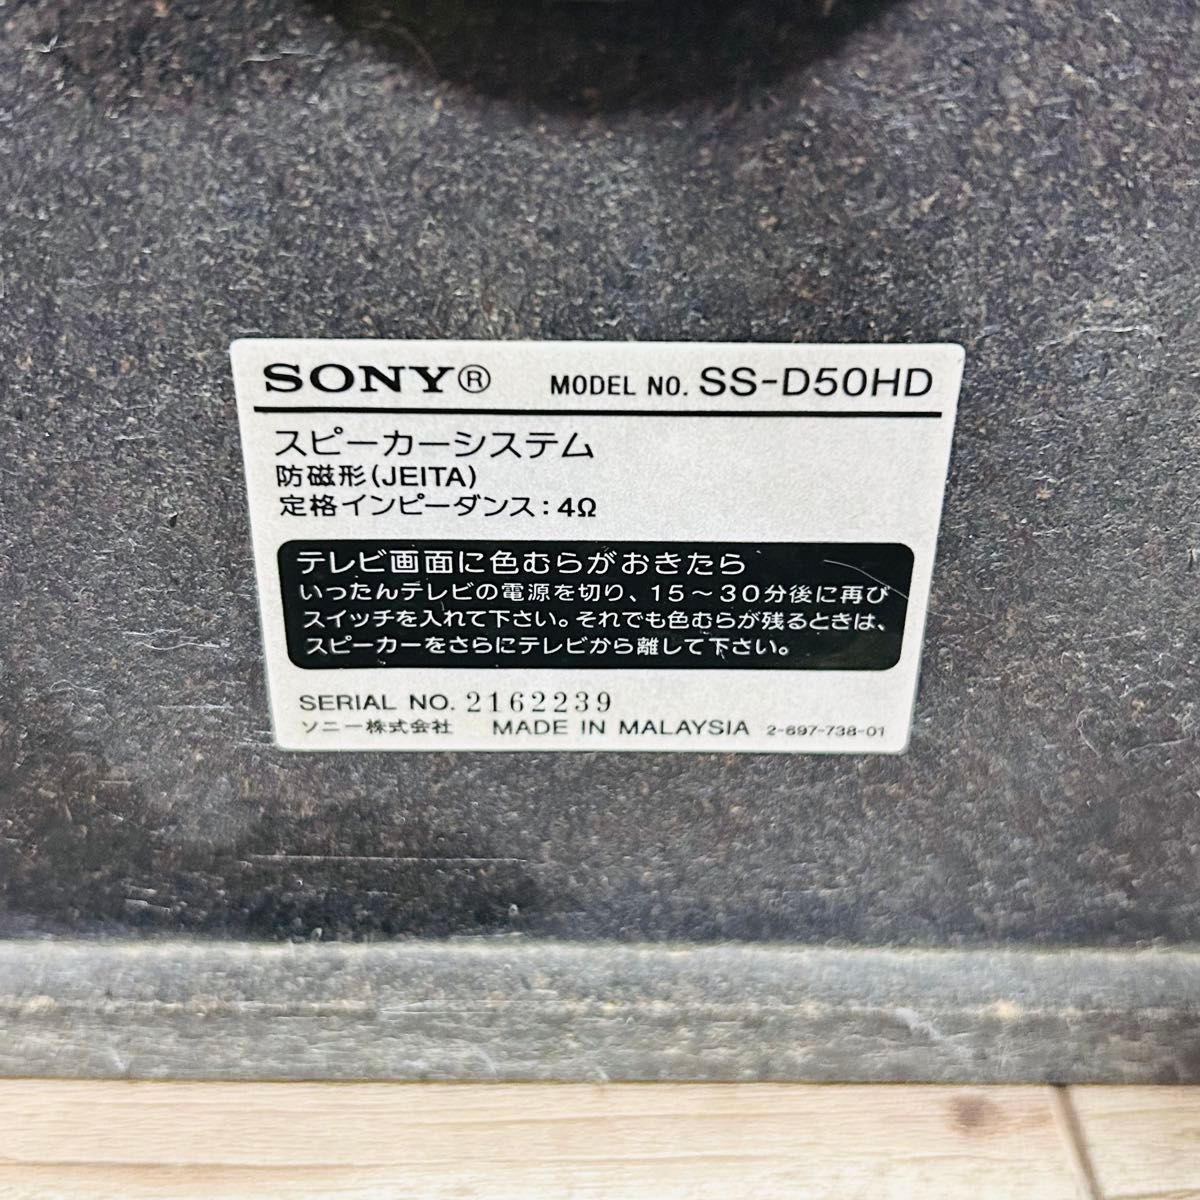 SONY® MODEL NO. SS-D50HD
スピーカーシステム
防磁形(JEITA)
定格インピーダンス:4Ω
テレビ画面に色むらがおきたら
いったんテレビの電源を切り、15〜30分後に再び
スイッチを入れて下さい。それでも色むらが残るときは、
スピーカーをさらにテレビから離して下さい。
SERIAL NO. 2162239
ソニー株式会社 MADE IN MALAYSIA 2-697-738-01